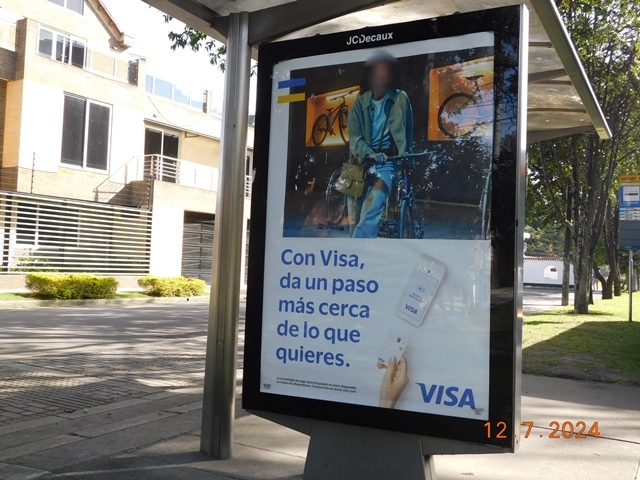 JCDecaux
Con Visa,
da un paso
más cerca
de lo que
quieres.
VISA
VISA
12 7 2024